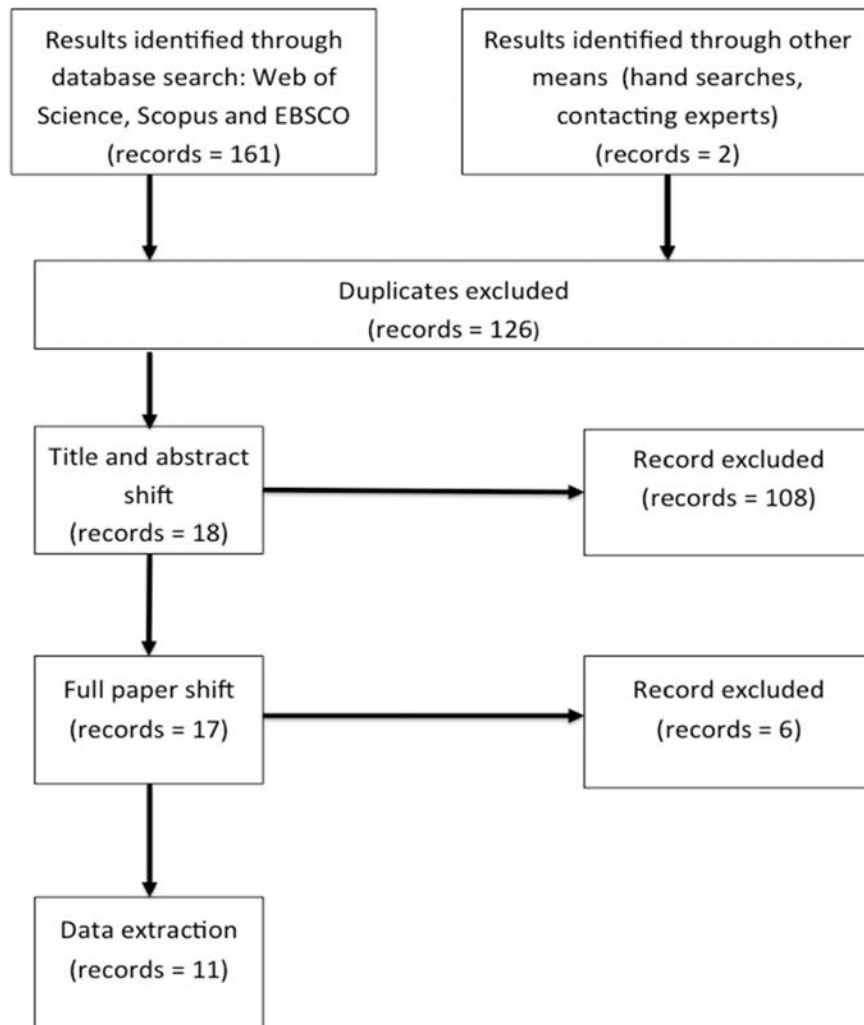 Results identified through
database search: Web of
Science, Scopus and EBSCO
(records = 161)
Results identified through other
means (hand searches,
contacting experts)
(records = 2)
Duplicates excluded
(records = 126)
Title and abstract
shift
(records = 18)
Record excluded
(records = 108)
Full paper shift
(records = 17)
Record excluded
(records = 6)
Data extraction
(records = 11)